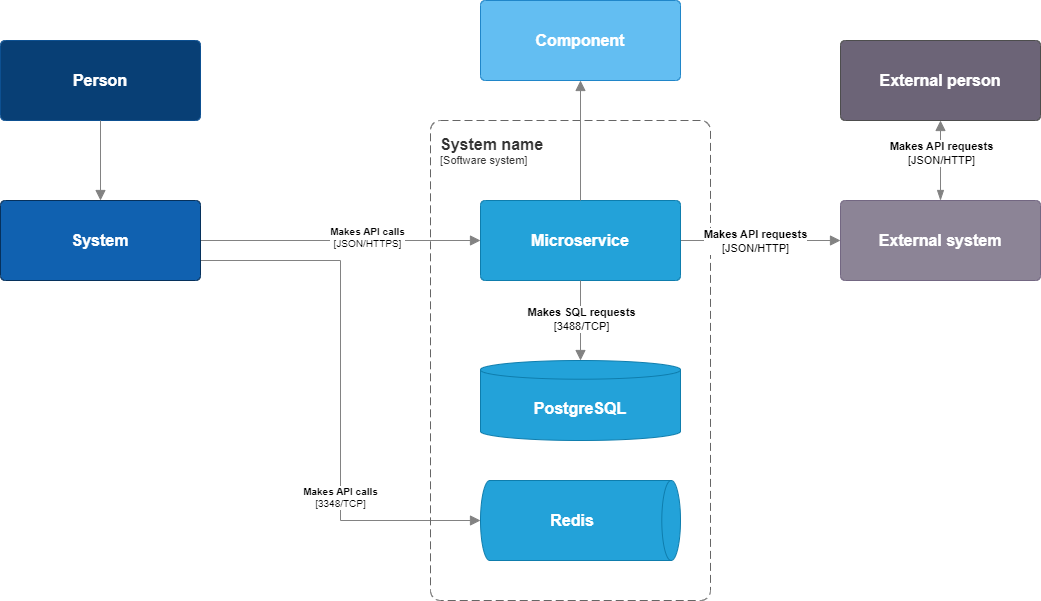 Component
Person
External person
System name
[Software system]
Makes API requests
[JSON/HTTP]
System
Makes API calls
[JSON/HTTPS]
Microservice
Makes API requests
[JSON/HTTP]
External system
Makes SQL requests
[3488/TCP]
PostgreSQL
Makes API calls
[3348/TCP]
Redis